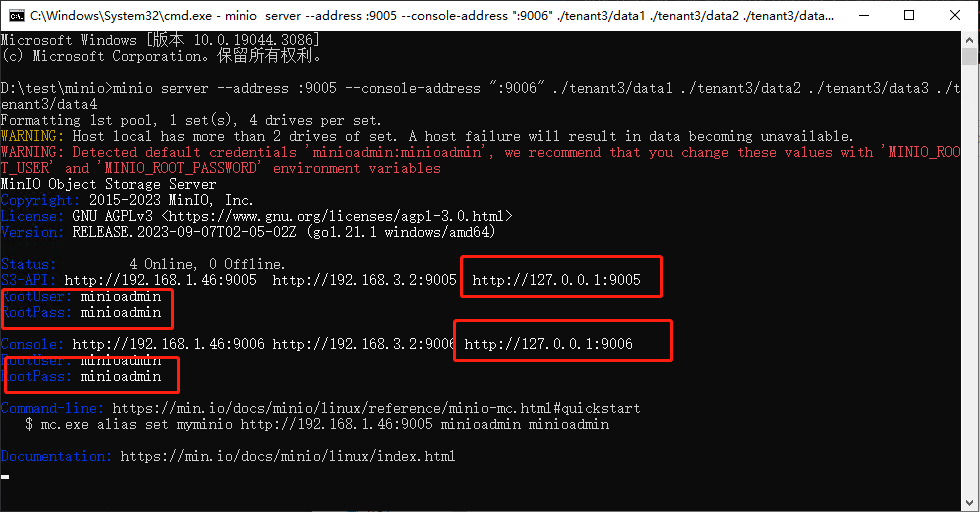 C:\Windows\System32\cmd.exe - minio  server --address :9005 --console-address ":9006" ./tenant3/data1 ./tenant3/data2 ./tenant3/data...
Microsoft Windows [版本 10.0.19044.3086]
(c) Microsoft Corporation。保留所有权利。
D:\test\minio>minio server --address :9005 --console-address ":9006" ./tenant3/data1 ./tenant3/data2 ./tenant3/data3 ./t
enant3/data4
Formatting 1st pool, 1 set(s), 4 drives per set.
WARNING: Host local has more than 2 drives of set. A host failure will result in data becoming unavailable.
WARNING: Detected default credentials 'minioadmin:minioadmin', we recommend that you change these values with 'MINIO_ROO
T_USER' and 'MINIO_ROOT_PASSWORD' environment variables
MinIO Object Storage Server
Copyright: 2015-2023 MinIO, Inc.
License: GNU AGPLv3 <https://www.gnu.org/licenses/agpl-3.0.html>
Version: RELEASE.2023-09-07T02-05-02Z (go1.21.1 windows/amd64)
Status:         4 Online, 0 Offline.
S3-API: http://192.168.1.46:9005  http://192.168.3.2:9005  http://127.0.0.1:9005
RootUser: minioadmin
RootPass: minioadmin
Console: http://192.168.1.46:9006 http://192.168.3.2:9006 http://127.0.0.1:9006
RootUser: minioadmin
RootPass: minioadmin
Command-line: https://min.io/docs/minio/linux/reference/minio-mc.html#quickstart
$ mc.exe alias set myminio http://192.168.1.46:9005 minioadmin minioadmin
Documentation: https://min.io/docs/minio/linux/index.html